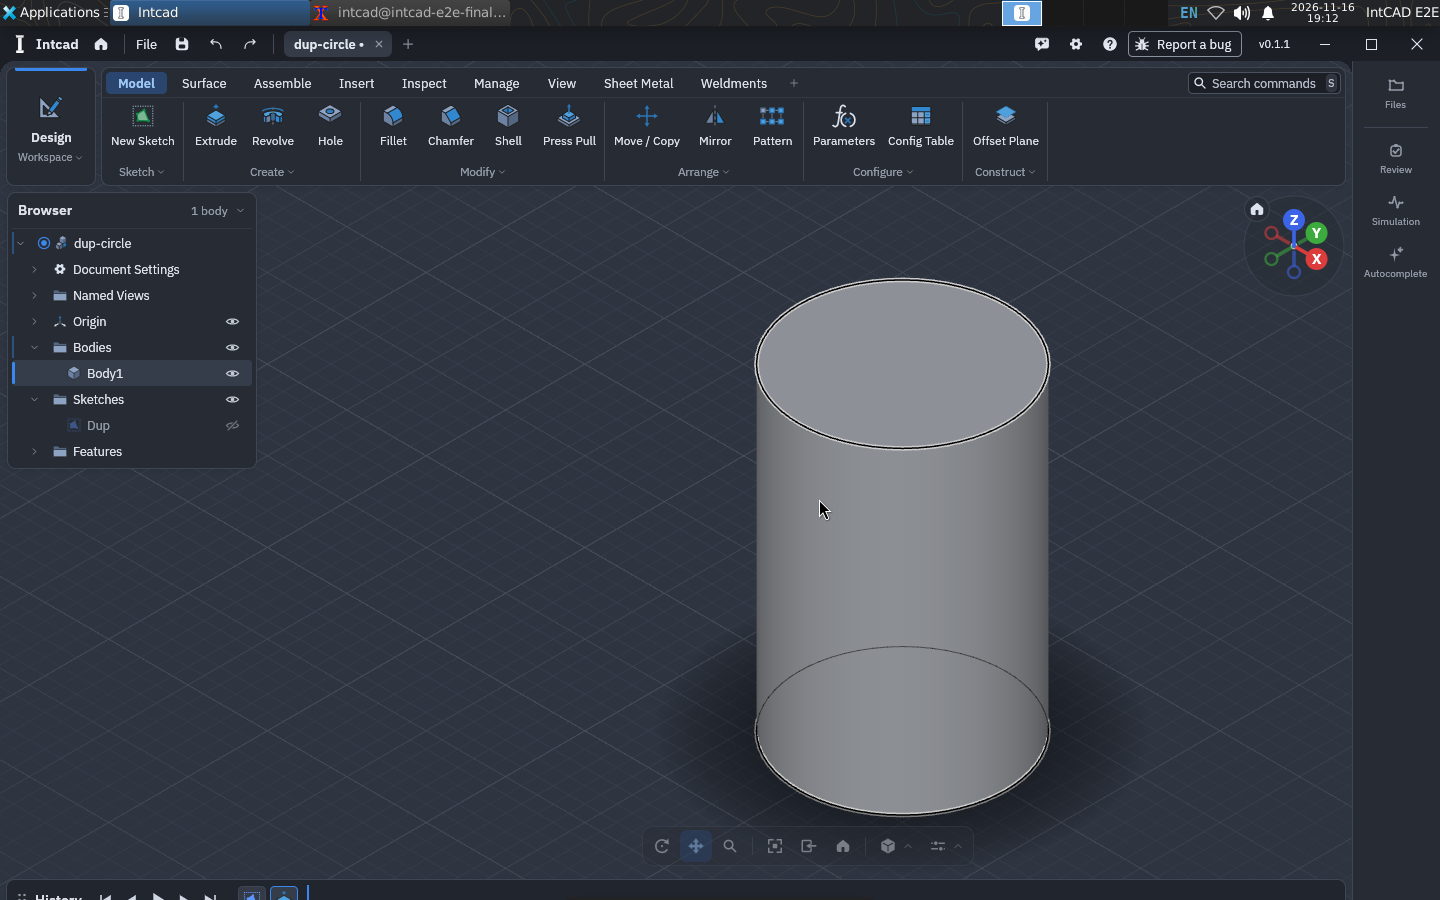 Applications
Intcad
intcad@intcad-e2e-final...
EN
2026-11-16
19:12
IntCAD E2E
Intcad
File
dup-circle •
Report a bug
v0.1.1
Design
Workspace
Model
Surface
Assemble
Insert
Inspect
Manage
View
Sheet Metal
Weldments
Search commands
S
New Sketch
Extrude
Revolve
Hole
Fillet
Chamfer
Shell
Press Pull
Move / Copy
Mirror
Pattern
Parameters
Config Table
Offset Plane
Sketch
Create
Modify
Arrange
Configure
Construct
Files
Review
Simulation
Autocomplete
Browser
1 body
dup-circle
Document Settings
Named Views
Origin
Bodies
Body1
Sketches
Dup
Features
Z
Y
X
History